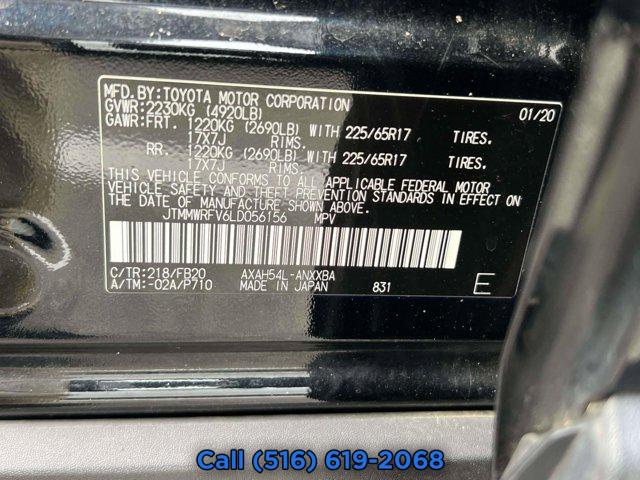 MFD.BY:TOYOTA MOTOR CORPORATION 01/20
GVWR:2230KG (4920LB)
GAWR:FRT. 1220KG (2690LB) WITH 225/65R17 TIRES.
17X7J RIMS.
RR. 1220KG (2690LB) WITH 225/65R17 TIRES.
17X7J RIMS.
THIS VEHICLE CONFORMS TO ALL APPLICABLE FEDERAL MOTOR
VEHICLE SAFETY AND THEFT PREVENTION STANDARDS IN EFFECT ON
THE DATE OF MANUFACTURE SHOWN ABOVE.
JTMMWRFV6LD056156 MPV
C/TR:218/FB20 AXAH54L-ANXXBA
A/TM:-02A/P710 MADE IN JAPAN 831 E
Call (516) 619-2068